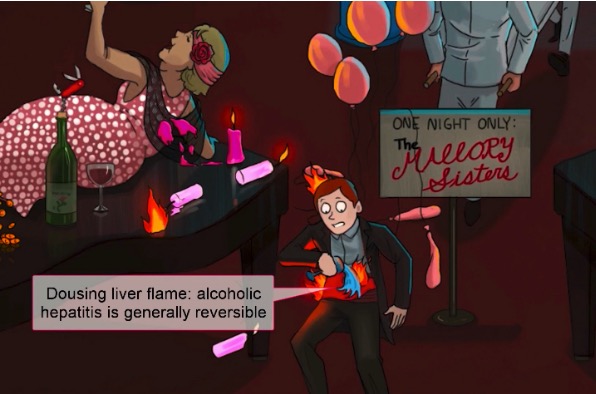 ONE NIGHT ONLY:
The
MALLORY
Sisters
Dousing liver flame: alcoholic
hepatitis is generally reversible